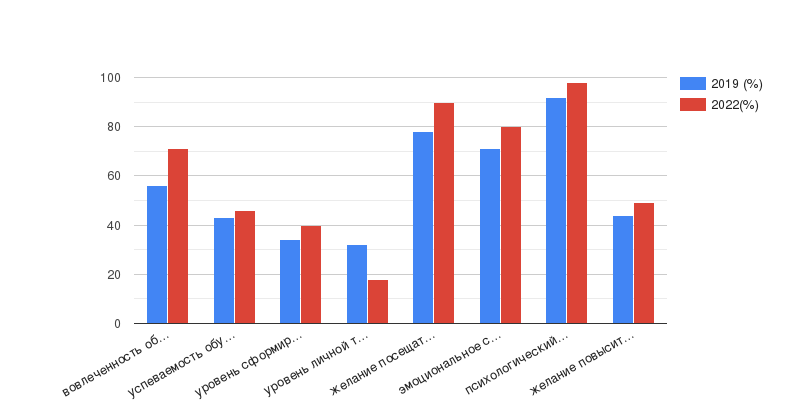 100
80
60
40
20
0
2019 (%)
2022(%)
вовлеченность об…
успеваемость обу…
уровень сформир…
уровень личной т…
желание посещат…
эмоциональное с…
психологический…
желание повысит…